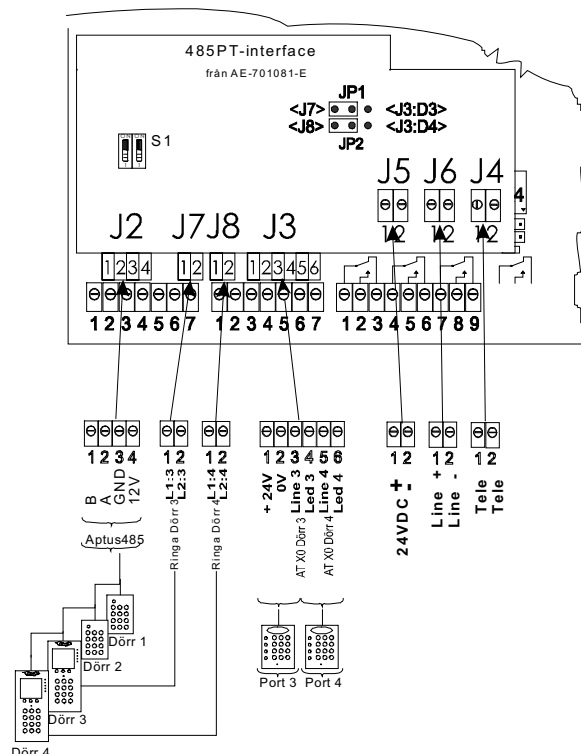 485PT-interface
från AE-701081-E
JP1
<J7> <J3:D3>
<J8> <J3:D4>
JP2
S1
J5 J6 J4
4
12 12 12
J2 J7 J8 J3
1 2 3 4 1 2 1 2 1 2 3 4 5 6
1 2 3 4 5 6 7 1 2 3 4 5 6 7 1 2 3 4 5 6 7 8 9
1 2 3 4 1 2 1 2 1 2 3 4 5 6 1 2 1 2 1 2
B
A
GND
12V
L1:3
L2:3
Ringa Dörr 3
L1:4
L2:4
Ringa Dörr 4
+ 24V
0V
Line 3
Led 3
Line 4
Led 4
AT X0 Dörr 3
AT X0 Dörr 4
24VDC + -
Line +
Line -
Tele
Tele
Aptus485
Dörr 1
Dörr 2
Dörr 3
Dörr 4
Port 3 Port 4